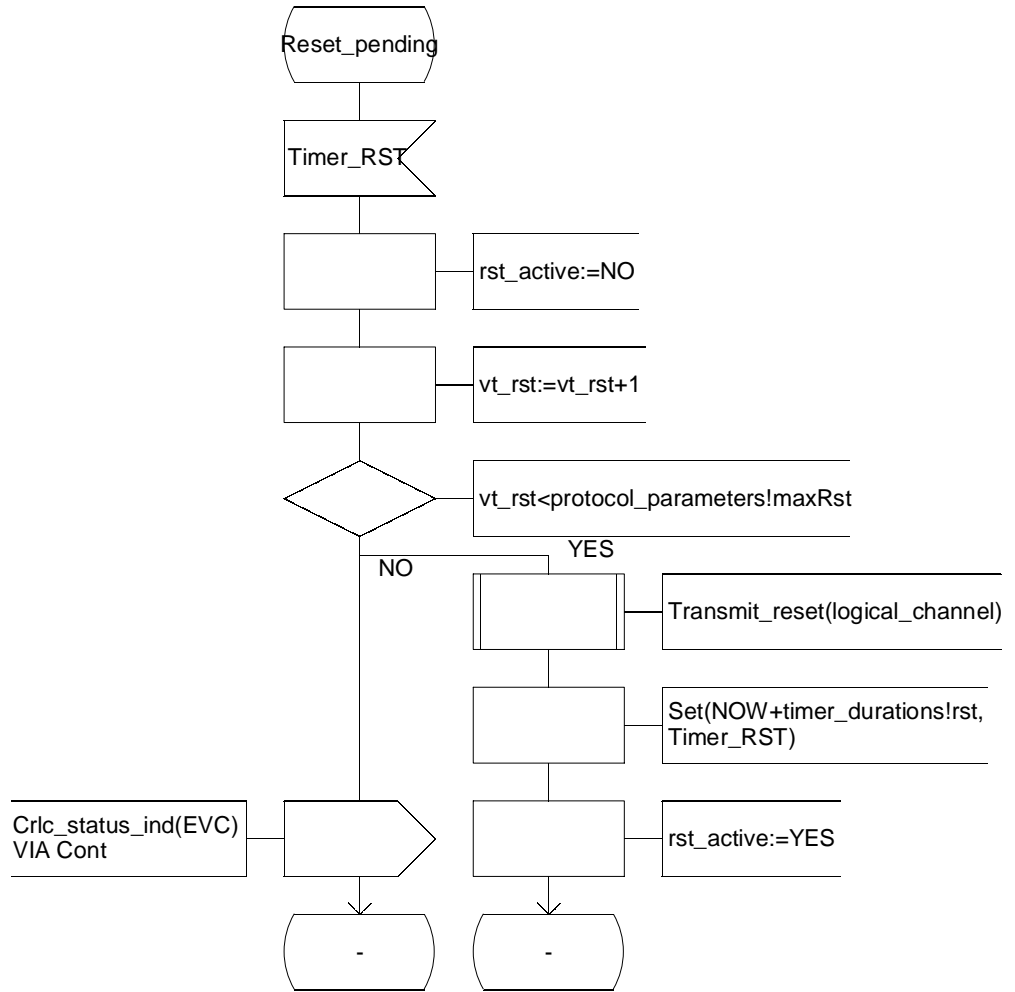 Reset_pending
Timer_RST
rst_active:=NO
vt_rst:=vt_rst+1
vt_rst<protocol_parameters!maxRst
YES
NO
Transmit_reset(logical_channel)
Set(NOW+timer_durations!rst,
Timer_RST)
Crlc_status_ind(EVC)
VIA Cont
rst_active:=YES
-
-